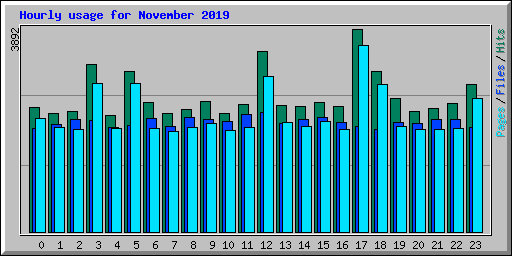 Hourly usage for November 2019
3892
Pages / Files / Hits
0 1 2 3 4 5 6 7 8 9 10 11 12 13 14 15 16 17 18 19 20 21 22 23